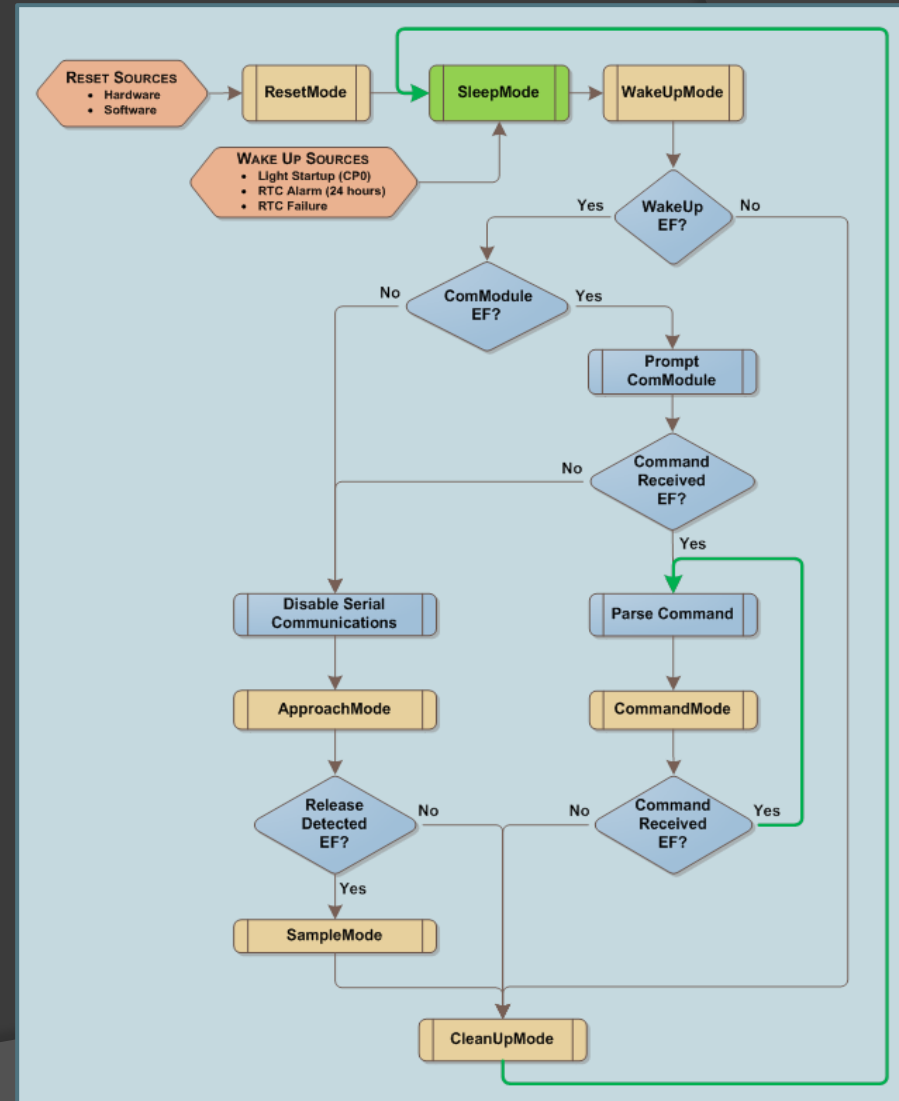 RESET SOURCES
• Hardware
• Software
ResetMode
SleepMode
WakeUpMode
WAKE UP SOURCES
• Light Startup (CP0)
• RTC Alarm (24 hours)
• RTC Failure
WakeUp
EF?
Yes
No
ComModule
EF?
No
Yes
Prompt
ComModule
Command
Received
EF?
No
Yes
Disable Serial
Communications
Parse Command
ApproachMode
CommandMode
Release
Detected
EF?
No
Yes
Command
Received
EF?
No
Yes
SampleMode
CleanUpMode